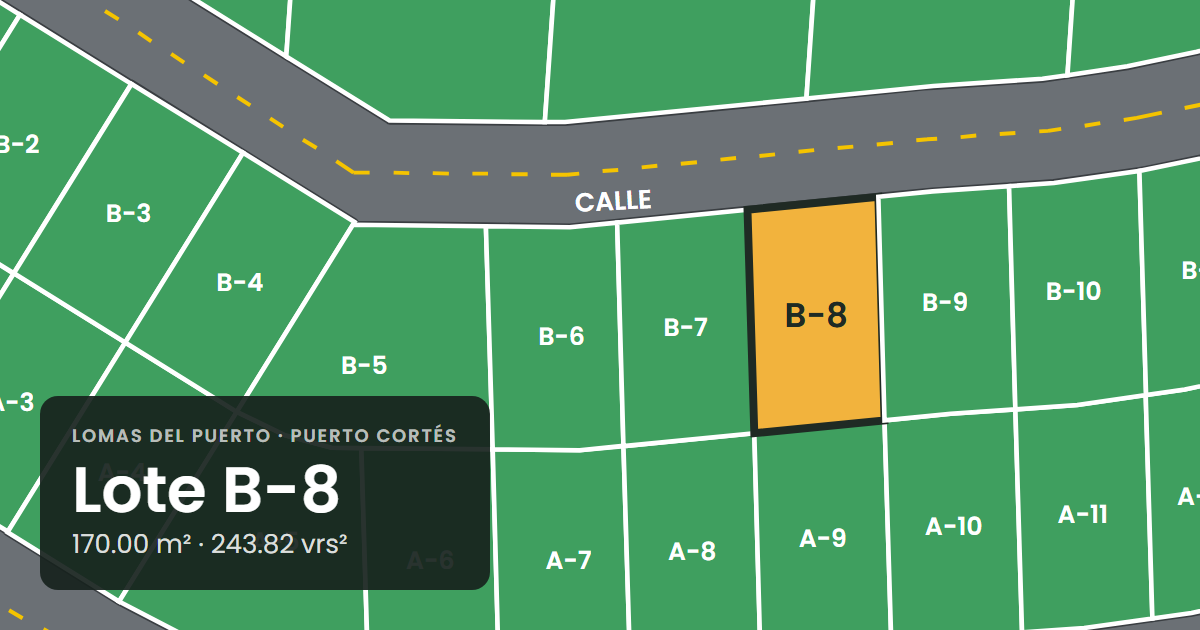 CALLE
B-2
B-3
B-4
B-5
B-6
B-7
B-8
B-9
B-10
A-3
A-4
A-6
A-7
A-8
A-9
A-10
A-11
LOMAS DEL PUERTO · PUERTO CORTÉS
Lote B-8
170.00 m² · 243.82 vrs²